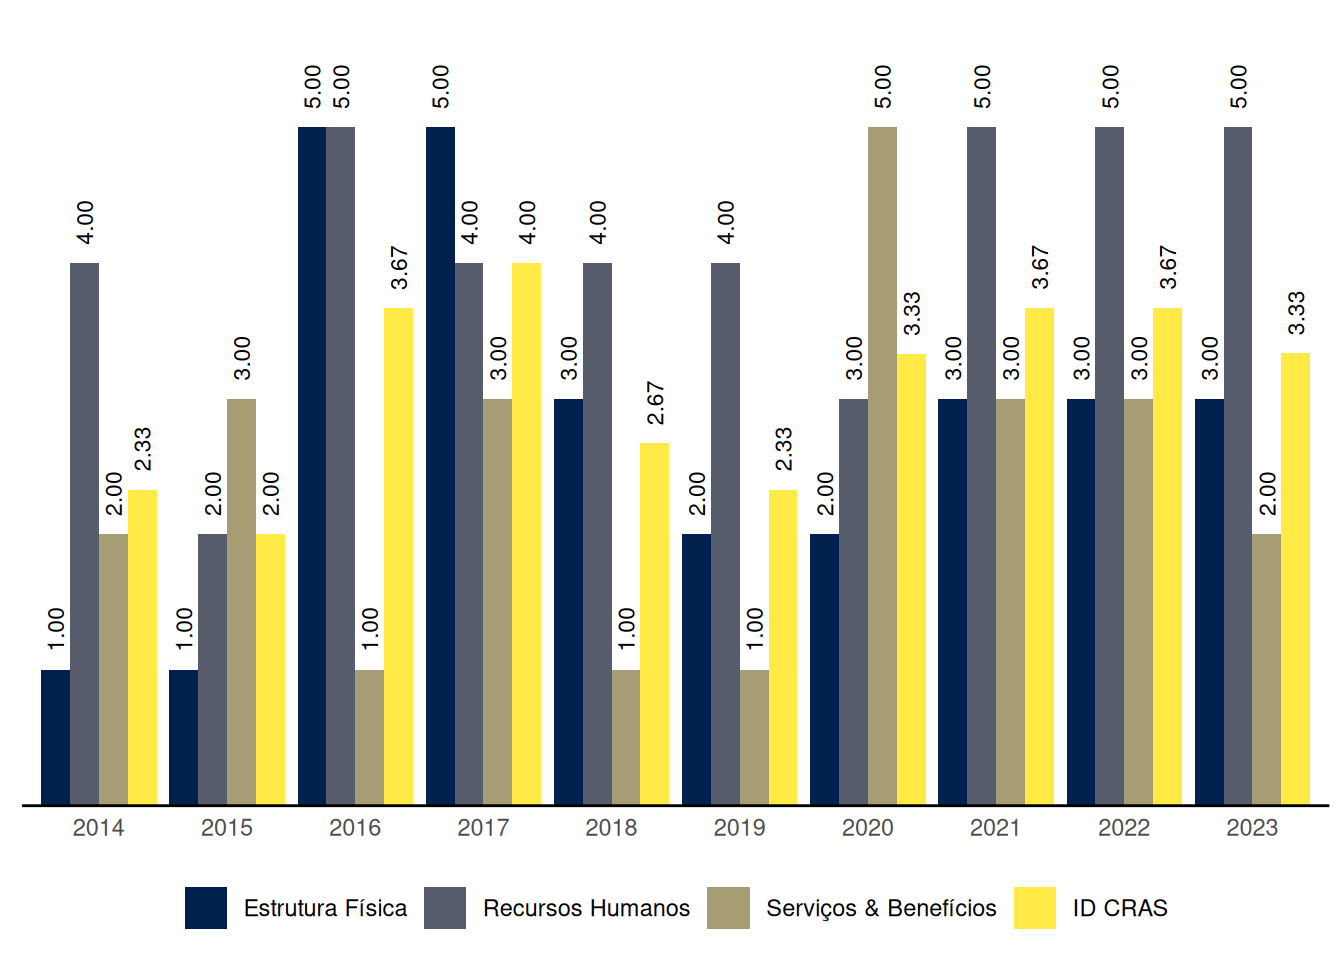 1.00 4.00 2.00 2.33
1.00 2.00 3.00 2.00
5.00 5.00 1.00 3.67
5.00 4.00 3.00 4.00
3.00 4.00 1.00 2.67
2.00 4.00 1.00 2.33
2.00 3.00 5.00 3.33
3.00 5.00 3.00 3.67
3.00 5.00 3.00 3.67
3.00 5.00 2.00 3.33
2014 2015 2016 2017 2018 2019 2020 2021 2022 2023
Estrutura Física Recursos Humanos Serviços & Benefícios ID CRAS